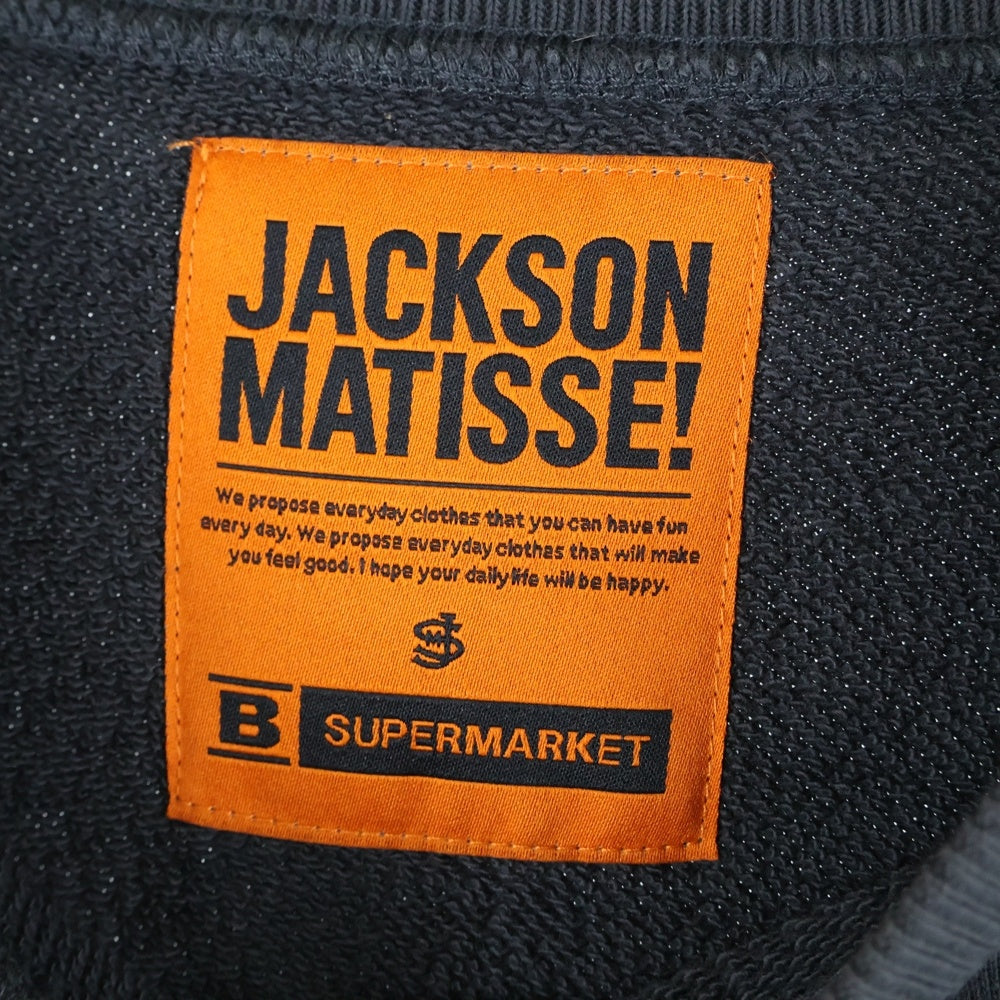 JACKSON
MATISSE!
We propose everyday clothes that you can have fun
every day. We propose everyday clothes that will make
you feel good. I hope your daily life will be happy.
B SUPERMARKET